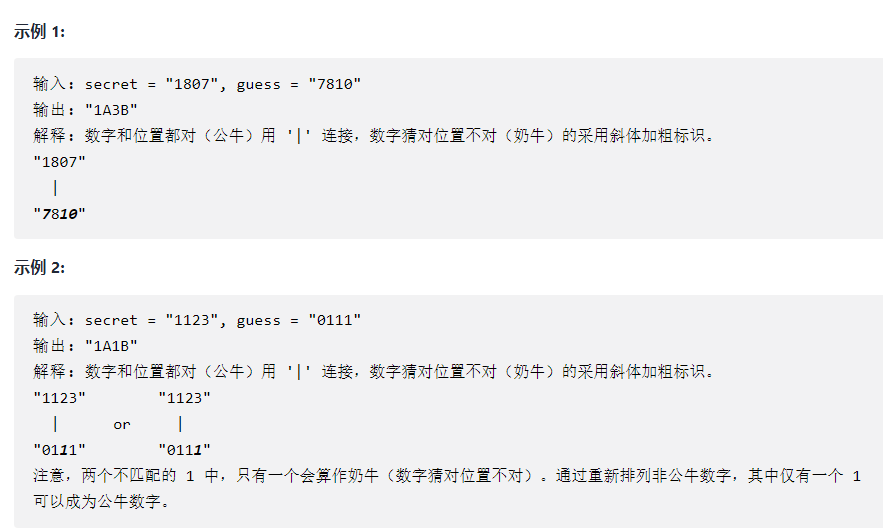 示例 1:
输入：secret = "1807", guess = "7810"
输出："1A3B"
解释：数字和位置都对（公牛）用 '|' 连接，数字猜对位置不对（奶牛）的采用斜体加粗标识。
"1807"
  |
"7810"
示例 2:
输入：secret = "1123", guess = "0111"
输出："1A1B"
解释：数字和位置都对（公牛）用 '|' 连接，数字猜对位置不对（奶牛）的采用斜体加粗标识。
"1123"        "1123"
  |      or     |
"0111"        "0111"
注意，两个不匹配的 1 中，只有一个会算作奶牛（数字猜对位置不对）。通过重新排列非公牛数字，其中仅有一个 1
可以成为公牛数字。